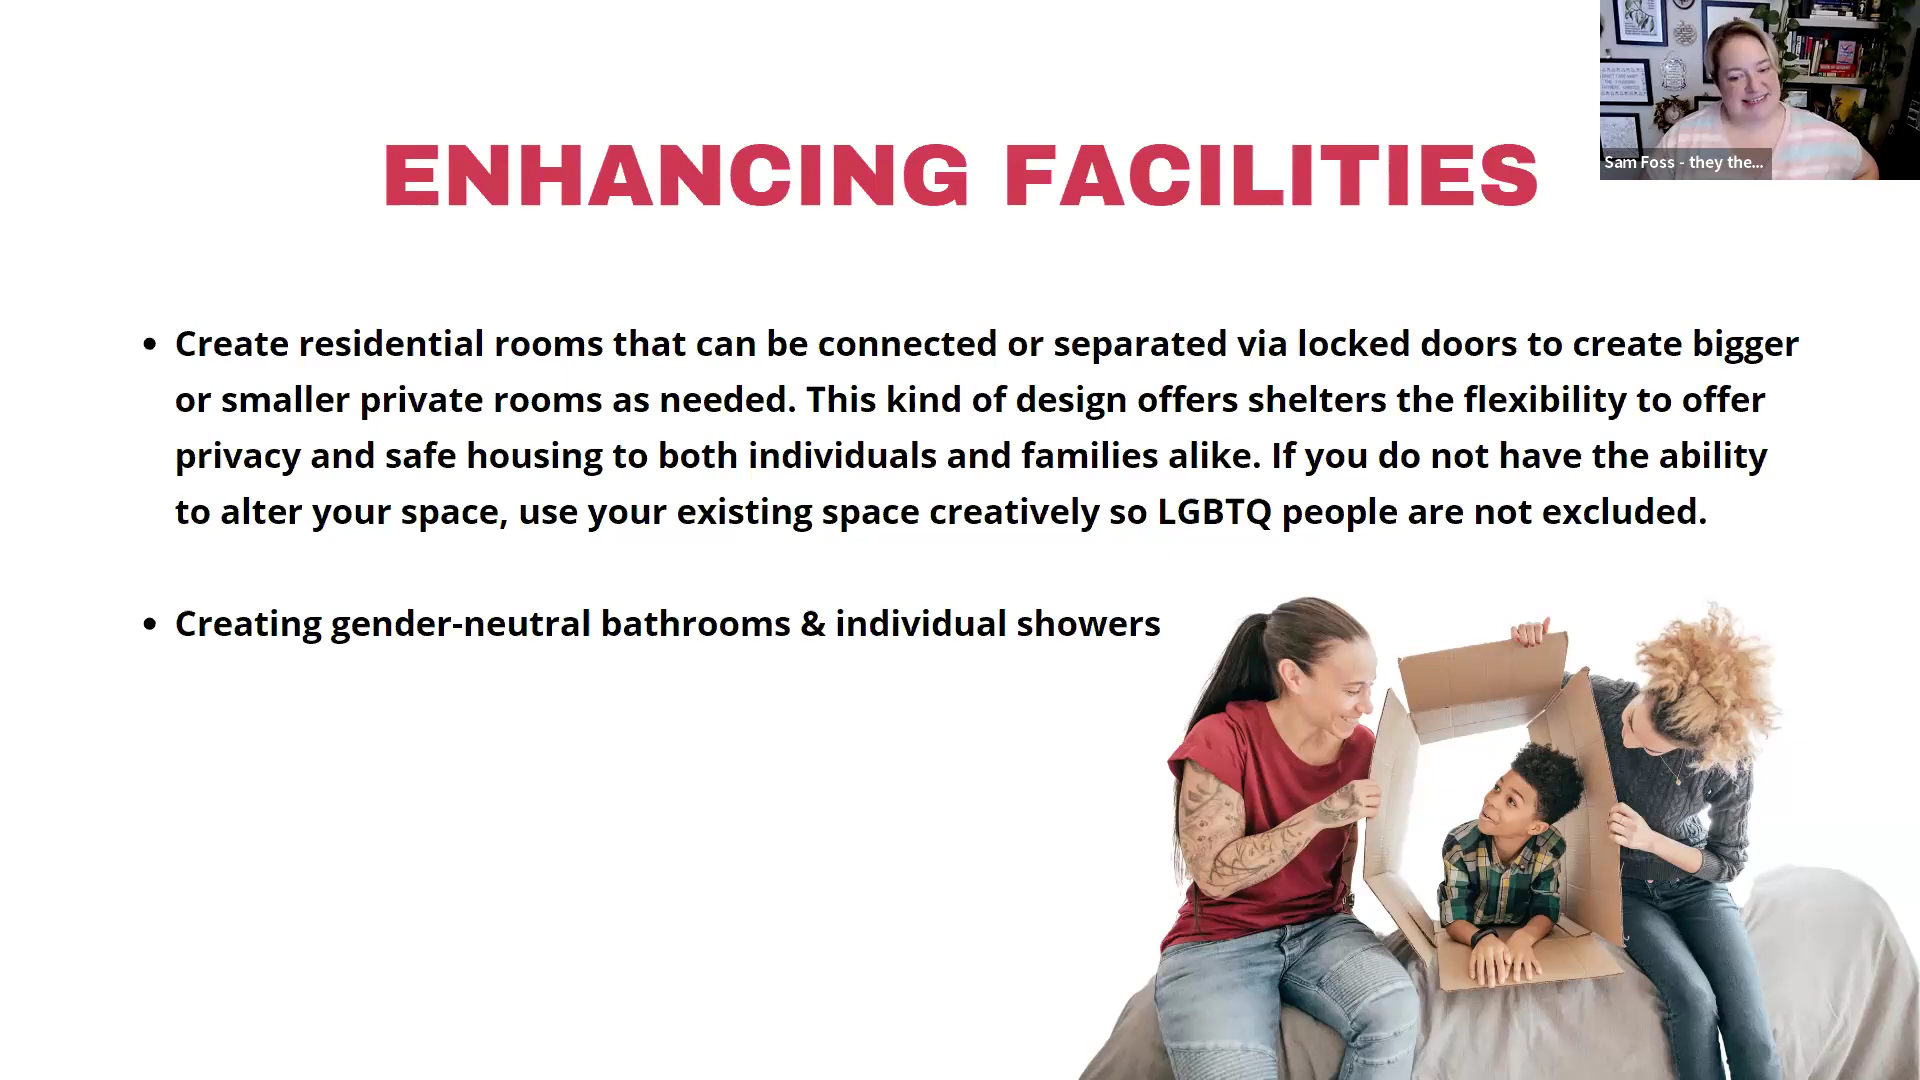 ENHANCING FACILITIES
Sam Foss - they the...
• Create residential rooms that can be connected or separated via locked doors to create bigger
or smaller private rooms as needed. This kind of design offers shelters the flexibility to offer
privacy and safe housing to both individuals and families alike. If you do not have the ability
to alter your space, use your existing space creatively so LGBTQ people are not excluded.
• Creating gender-neutral bathrooms & individual showers